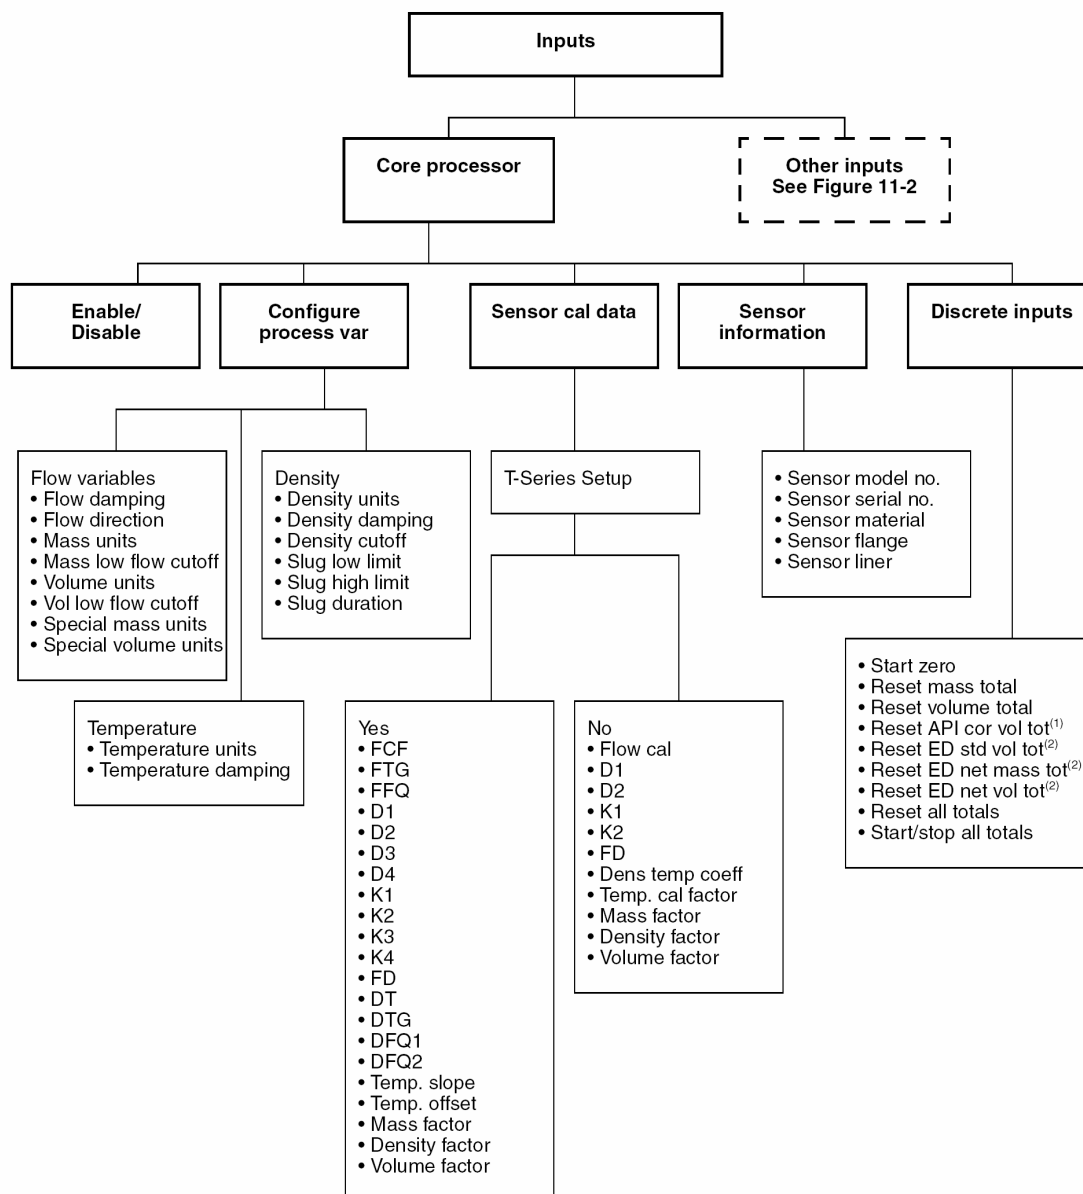 Inputs
Core processor
Other inputs
See Figure 11-2
Enable/
Disable
Configure
process var
Sensor cal data
Sensor
information
Discrete inputs
Flow variables
• Flow damping
• Flow direction
• Mass units
• Mass low flow cutoff
• Volume units
• Vol low flow cutoff
• Special mass units
• Special volume units
Density
• Density units
• Density damping
• Density cutoff
• Slug low limit
• Slug high limit
• Slug duration
T-Series Setup
• Sensor model no.
• Sensor serial no.
• Sensor material
• Sensor flange
• Sensor liner
• Start zero
• Reset mass total
• Reset volume total
• Reset API cor vol tot(1)
• Reset ED std vol tot(2)
• Reset ED net mass tot(2)
• Reset ED net vol tot(2)
• Reset all totals
• Start/stop all totals
Temperature
• Temperature units
• Temperature damping
Yes
• FCF
• FTG
• FFQ
• D1
• D2
• D3
• D4
• K1
• K2
• K3
• K4
• FD
• DT
• DTG
• DFQ1
• DFQ2
• Temp. slope
• Temp. offset
• Mass factor
• Density factor
• Volume factor
No
• Flow cal
• D1
• D2
• K1
• K2
• FD
• Dens temp coeff
• Temp. cal factor
• Mass factor
• Density factor
• Volume factor